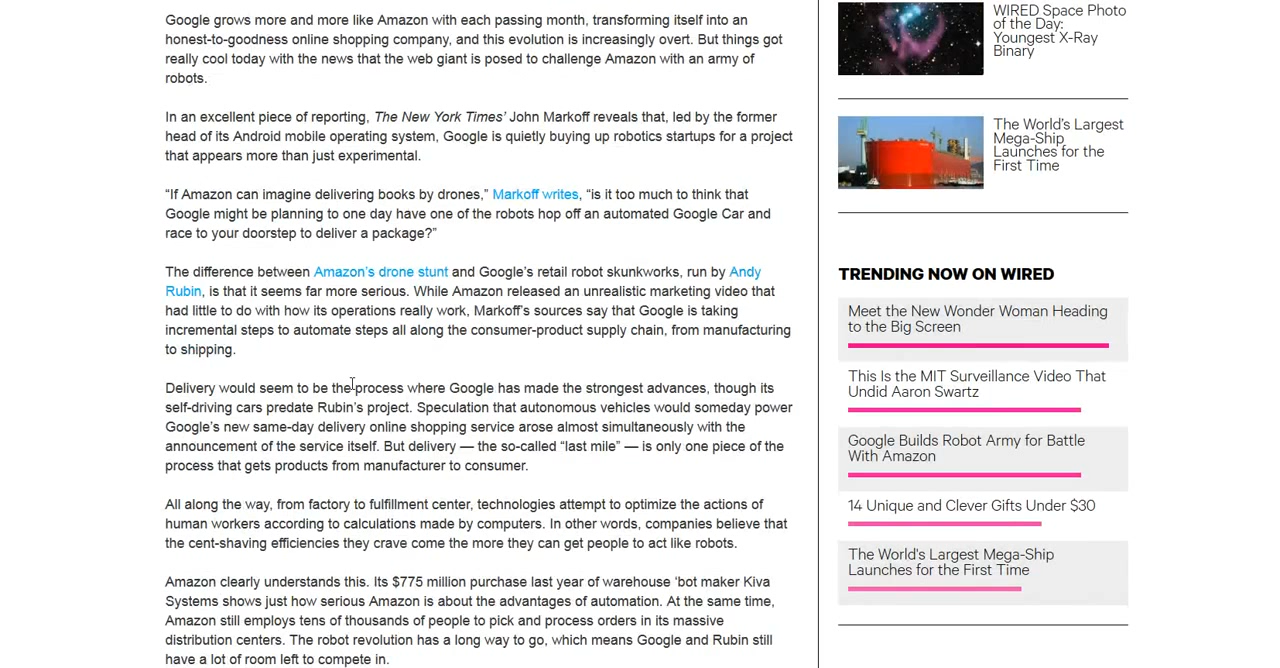 Google grows more and more like Amazon with each passing month, transforming itself into an
honest-to-goodness online shopping company, and this evolution is increasingly overt. But things got
really cool today with the news that the web giant is posed to challenge Amazon with an army of
robots.
In an excellent piece of reporting, The New York Times’ John Markoff reveals that, led by the former
head of its Android mobile operating system, Google is quietly buying up robotics startups for a project
that appears more than just experimental.
“If Amazon can imagine delivering books by drones,” Markoff writes, “is it too much to think that
Google might be planning to one day have one of the robots hop off an automated Google Car and
race to your doorstep to deliver a package?”
The difference between Amazon’s drone stunt and Google’s retail robot skunkworks, run by Andy
Rubin, is that it seems far more serious. While Amazon released an unrealistic marketing video that
had little to do with how its operations really work, Markoff’s sources say that Google is taking
incremental steps to automate steps all along the consumer-product supply chain, from manufacturing
to shipping.
Delivery would seem to be the process where Google has made the strongest advances, though its
self-driving cars predate Rubin’s project. Speculation that autonomous vehicles would someday power
Google’s new same-day delivery online shopping service arose almost simultaneously with the
announcement of the service itself. But delivery — the so-called “last mile” — is only one piece of the
process that gets products from manufacturer to consumer.
All along the way, from factory to fulfillment center, technologies attempt to optimize the actions of
human workers according to calculations made by computers. In other words, companies believe that
the cent-shaving efficiencies they crave come the more they can get people to act like robots.
Amazon clearly understands this. Its $775 million purchase last year of warehouse ‘bot maker Kiva
Systems shows just how serious Amazon is about the advantages of automation. At the same time,
Amazon still employs tens of thousands of people to pick and process orders in its massive
distribution centers. The robot revolution has a long way to go, which means Google and Rubin still
have a lot of room left to compete in.
WIRED Space Photo
of the Day:
Youngest X-Ray
Binary
The World’s Largest
Mega-Ship
Launches for the
First Time
TRENDING NOW ON WIRED
Meet the New Wonder Woman Heading
to the Big Screen
This Is the MIT Surveillance Video That
Undid Aaron Swartz
Google Builds Robot Army for Battle
With Amazon
14 Unique and Clever Gifts Under $30
The World's Largest Mega-Ship
Launches for the First Time